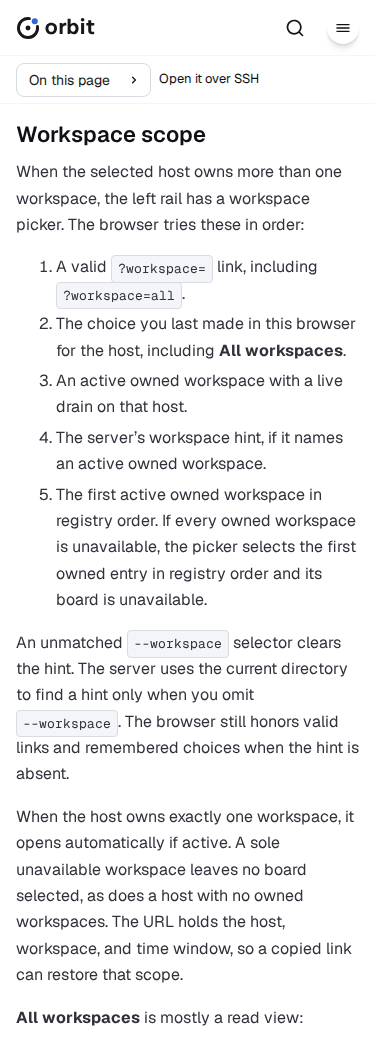 orbit
On this page
Open it over SSH
Workspace scope
When the selected host owns more than one
workspace, the left rail has a workspace
picker. The browser tries these in order:
1. A valid ?workspace= link, including
?workspace=all.
2. The choice you last made in this browser
for the host, including All workspaces.
3. An active owned workspace with a live
drain on that host.
4. The server’s workspace hint, if it names
an active owned workspace.
5. The first active owned workspace in
registry order. If every owned workspace
is unavailable, the picker selects the first
owned entry in registry order and its
board is unavailable.
An unmatched --workspace selector clears
the hint. The server uses the current directory
to find a hint only when you omit
--workspace. The browser still honors valid
links and remembered choices when the hint is
absent.
When the host owns exactly one workspace, it
opens automatically if active. A sole
unavailable workspace leaves no board
selected, as does a host with no owned
workspaces. The URL holds the host,
workspace, and time window, so a copied link
can restore that scope.
All workspaces is mostly a read view: